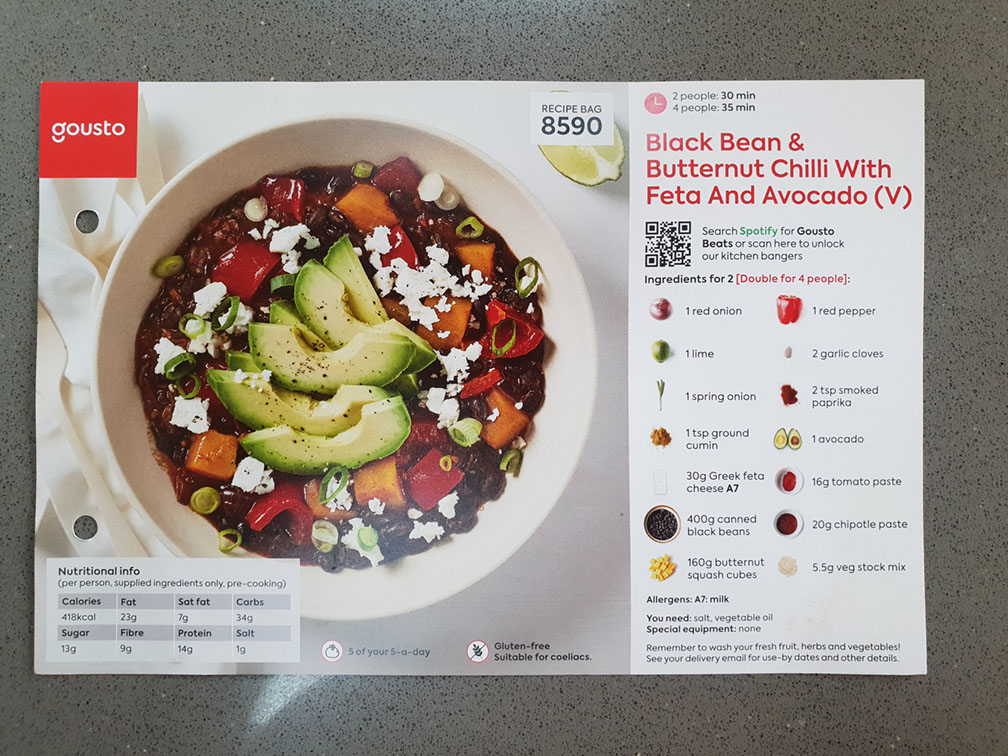 gousto
RECIPE BAG
8590
2 people: 30 min
4 people: 35 min
Black Bean &
Butternut Chilli With
Feta And Avocado (V)
Search Spotify for Gousto
Beats or scan here to unlock
our kitchen bangers
Ingredients for 2 [Double for 4 people]:
1 red onion
1 red pepper
1 lime
2 garlic cloves
1 spring onion
2 tsp smoked
paprika
1 tsp ground
cumin
1 avocado
30g Greek feta
cheese A7
16g tomato paste
400g canned
black beans
20g chipotle paste
160g butternut
squash cubes
5.5g veg stock mix
Allergens: A7: milk
You need: salt, vegetable oil
Special equipment: none
Remember to wash your fresh fruit, herbs and vegetables!
See your delivery email for use-by dates and other details.
Nutritional info
(per person, supplied ingredients only, pre-cooking)
Calories Fat Sat fat Carbs
418kcal 23g 7g 34g
Sugar Fibre Protein Salt
13g 9g 14g 1g
5 of your 5-a-day
Gluten-free
Suitable for coeliacs.